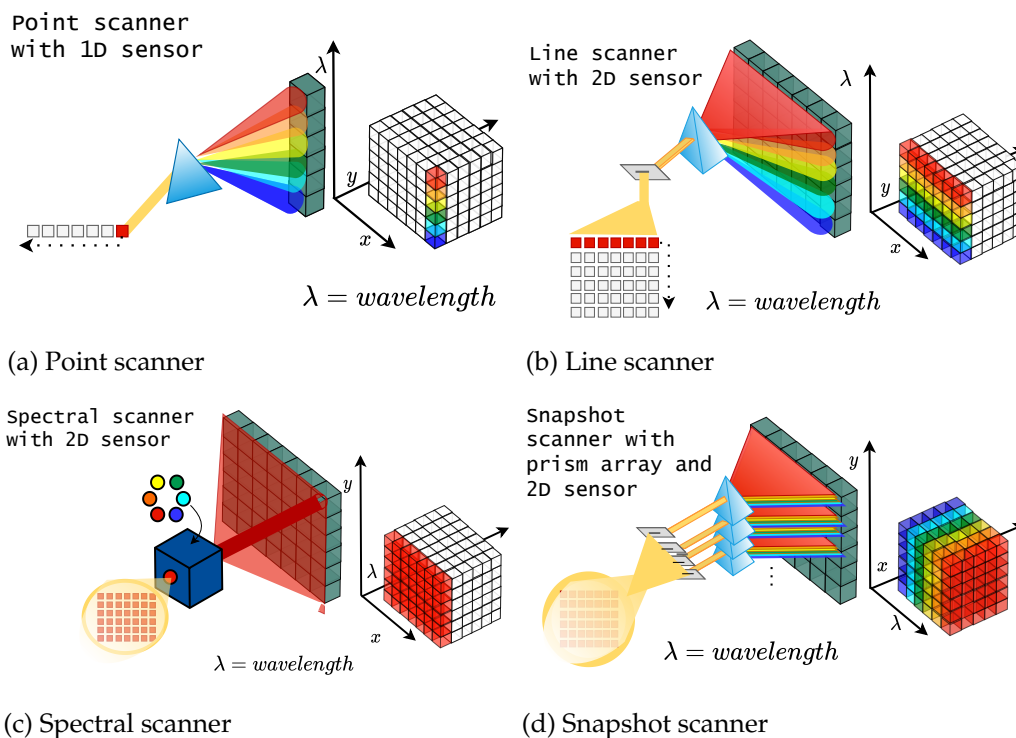 Point scanner
with 1D sensor
λ
y
x
λ = wavelength
(a) Point scanner
Line scanner
with 2D sensor
λ
y
x
λ = wavelength
(b) Line scanner
Spectral scanner
with 2D sensor
y
λ
x
λ = wavelength
(c) Spectral scanner
Snapshot
scanner with
prism array and
2D sensor
x
λ
λ = wavelength
(d) Snapshot scanner